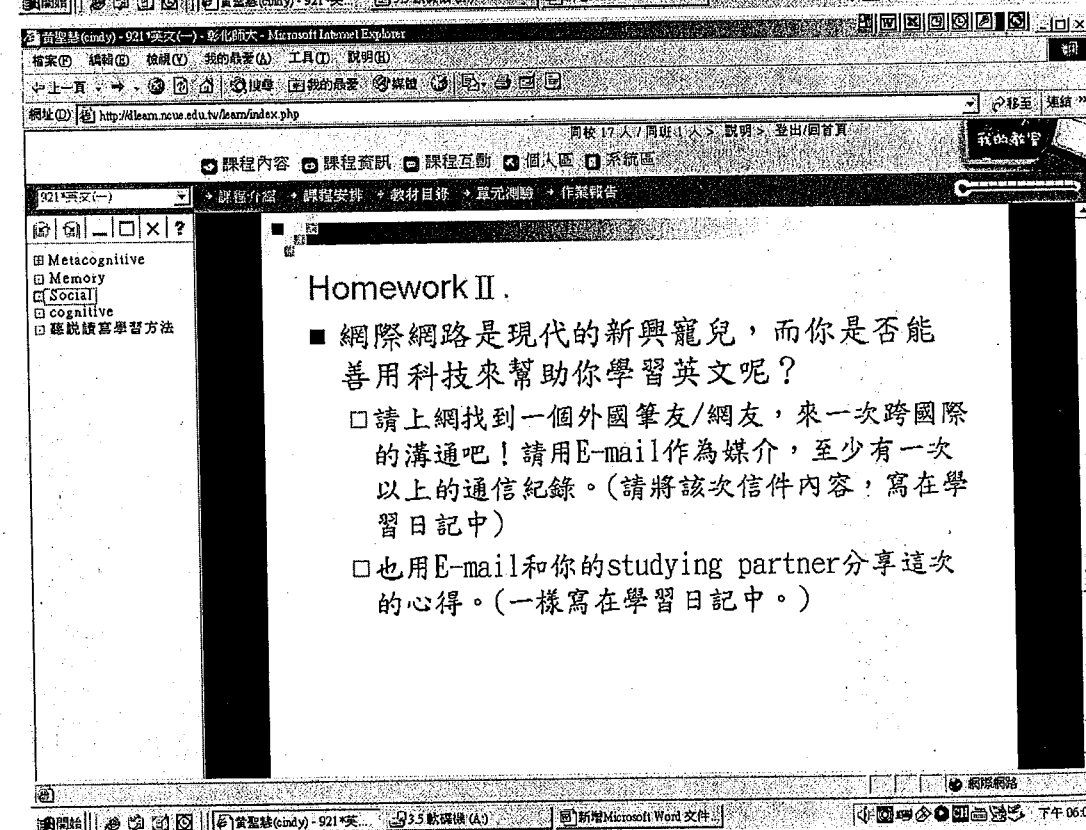 黃聖慧(cindy) - 921*英文(一) - 彰化師大 - Microsoft Internet Explorer
檔案(F) 編輯(E) 檢視(V) 我的最愛(A) 工具(T) 說明(H)
上一頁 搜尋 我的最愛 媒體
網址(D) http://dlearn.ncue.edu.tw/learn/index.php 移至 連結 »
同校 17 人 / 同班 1 人 > 說明 > 登出/回首頁
我的教室
課程內容 課程資訊 課程互動 個人區 系統區
921*英文(一) 課程介紹 課程安排 教材目錄 單元測驗 作業報告
Metacognitive
Memory
Social
cognitive
聽說讀寫學習方法
Homework II.
■ 網際網路是現代的新興寵兒，而你是否能
善用科技來幫助你學習英文呢？
□請上網找到一個外國筆友/網友，來一次跨國際
的溝通吧！請用E-mail作為媒介，至少有一次
以上的通信紀錄。(請將該次信件內容，寫在學
習日記中)
□也用E-mail和你的studying partner分享這次
的心得。(一樣寫在學習日記中。)
網際網路
開始 黃聖慧(cindy) - 921*英... 3.5 軟碟機 (A:) 新增Microsoft Word 文件... 下午 06